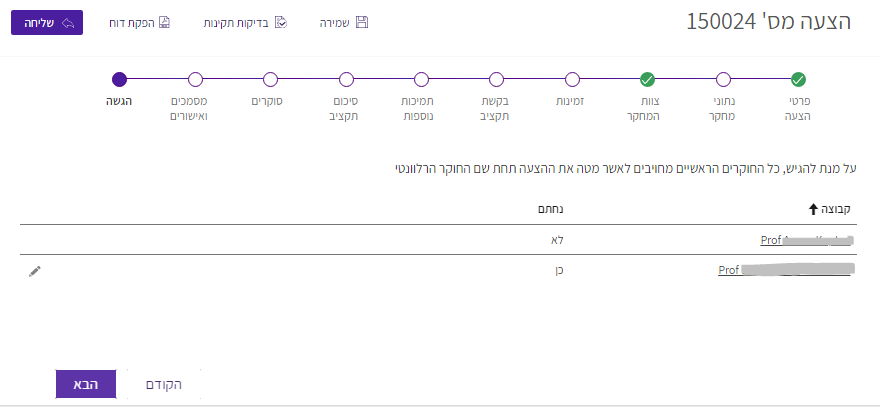 הצעה מס' 150024
שמירה
בדיקות תקינות
הפקת דוח
שליחה
פרטי
הצעה
נתוני
מחקר
צוות
המחקר
זמינות
בקשת
תקציב
תמיכות
נוספות
סיכום
תקציב
סוקרים
מסמכים
ואישורים
הגשה
על מנת להגיש, כל החוקרים הראשיים מחויבים לאשר מטה את ההצעה תחת שם החוקר הרלוונטי
קבוצה נחתם
Prof לא
Prof כן
הקודם
הבא